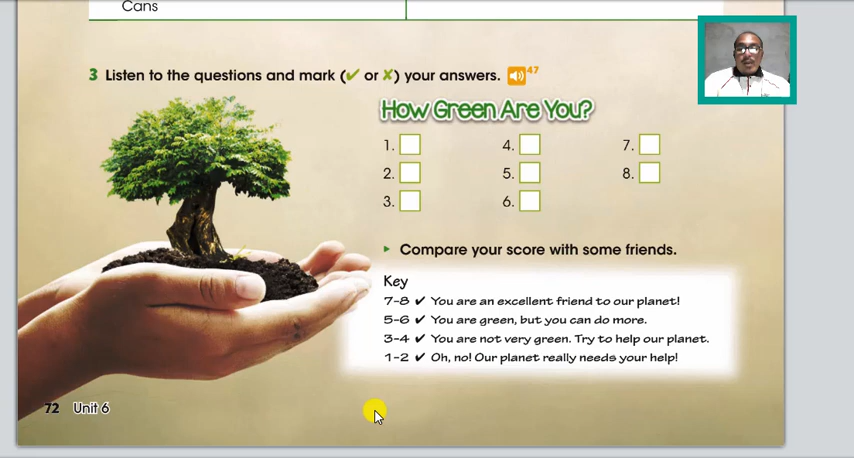 Cans
3 Listen to the questions and mark (✔ or ✘) your answers. 47
How Green Are You?
1. 4. 7.
2. 5. 8.
3. 6.
▸ Compare your score with some friends.
Key
7–8 ✔ You are an excellent friend to our planet!
5–6 ✔ You are green, but you can do more.
3–4 ✔ You are not very green. Try to help our planet.
1–2 ✔ Oh, no! Our planet really needs your help!
72 Unit 6